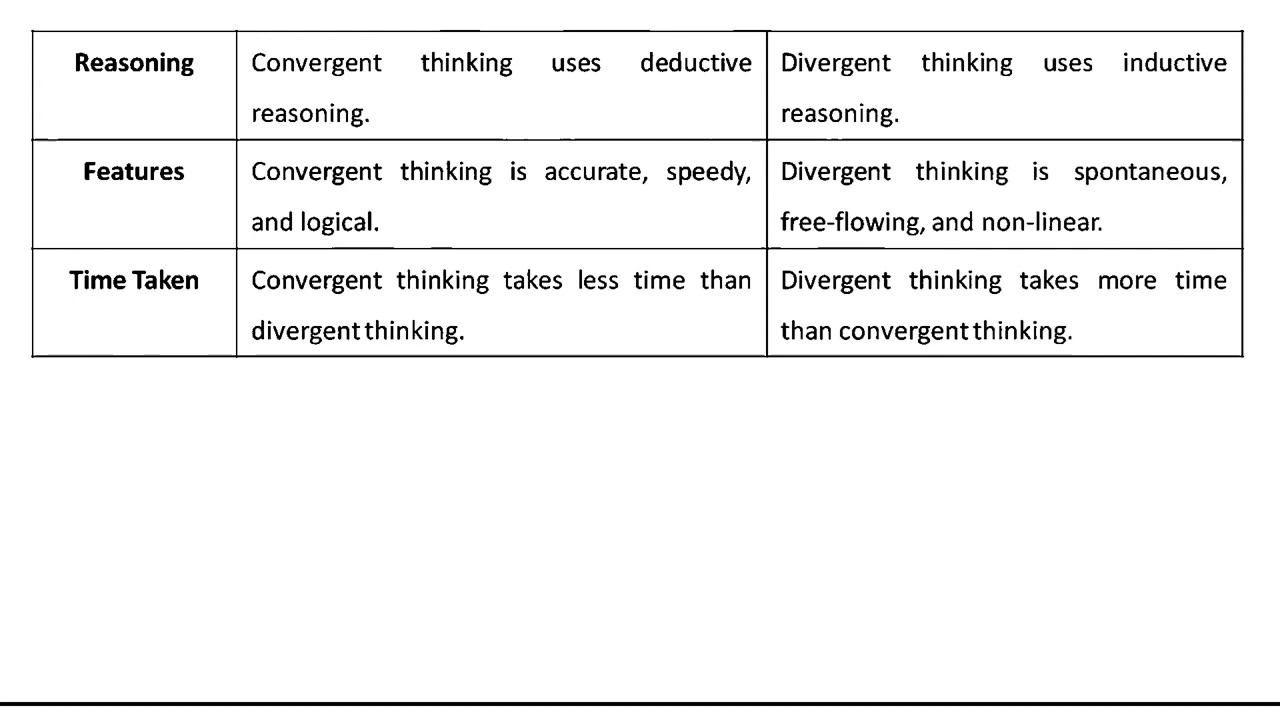 Reasoning
Convergent thinking uses deductive
reasoning.
Divergent thinking uses inductive
reasoning.
Features
Convergent thinking is accurate, speedy,
and logical.
Divergent thinking is spontaneous,
free-flowing, and non-linear.
Time Taken
Convergent thinking takes less time than
divergent thinking.
Divergent thinking takes more time
than convergent thinking.